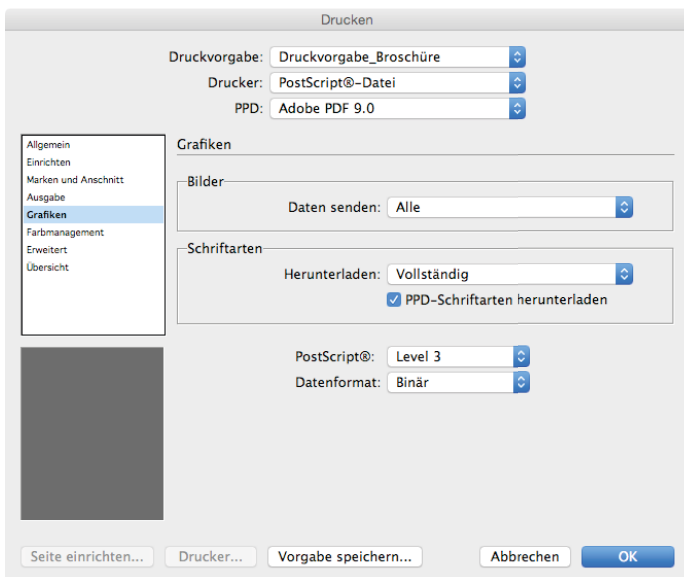 Drucken
Druckvorgabe: Druckvorgabe_Broschüre
Drucker: PostScript®-Datei
PPD: Adobe PDF 9.0
Allgemein
Einrichten
Marken und Anschnitt
Ausgabe
Grafiken
Farbmanagement
Erweitert
Übersicht
Grafiken
Bilder
Daten senden: Alle
Schriftarten
Herunterladen: Vollständig
PPD-Schriftarten herunterladen
PostScript®: Level 3
Datenformat: Binär
Seite einrichten... Drucker... Vorgabe speichern... Abbrechen OK